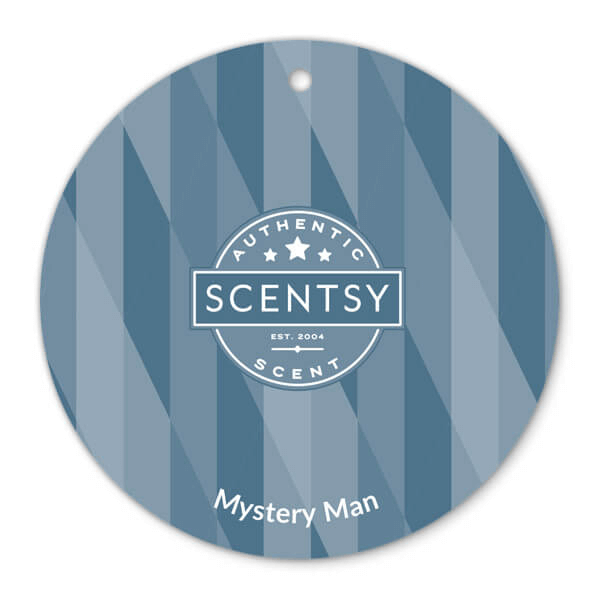 AUTHENTIC
SCENTSY
EST. 2004
SCENT
Mystery Man